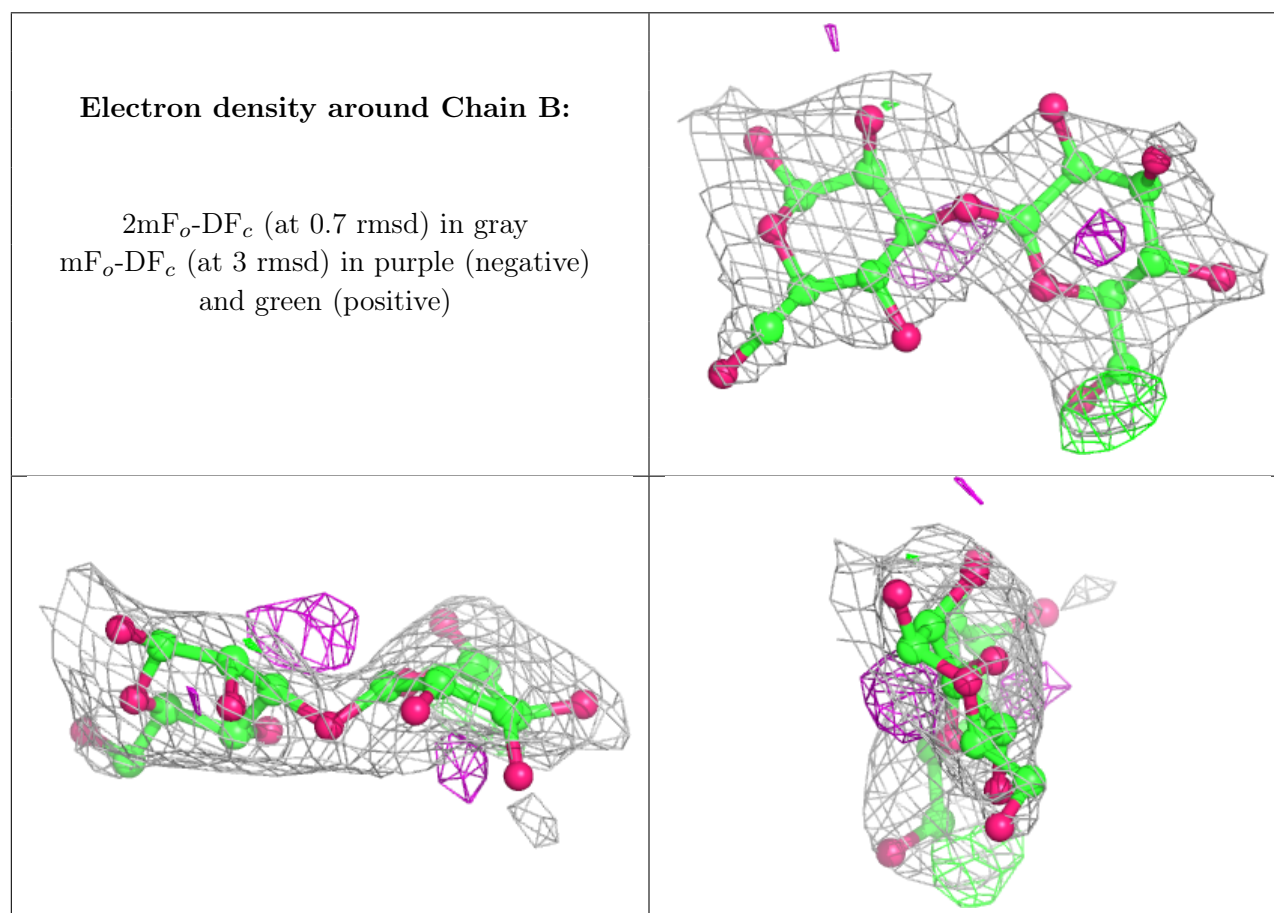 Electron density around Chain B:
2mFo-DFc (at 0.7 rmsd) in gray
mFo-DFc (at 3 rmsd) in purple (negative)
and green (positive)